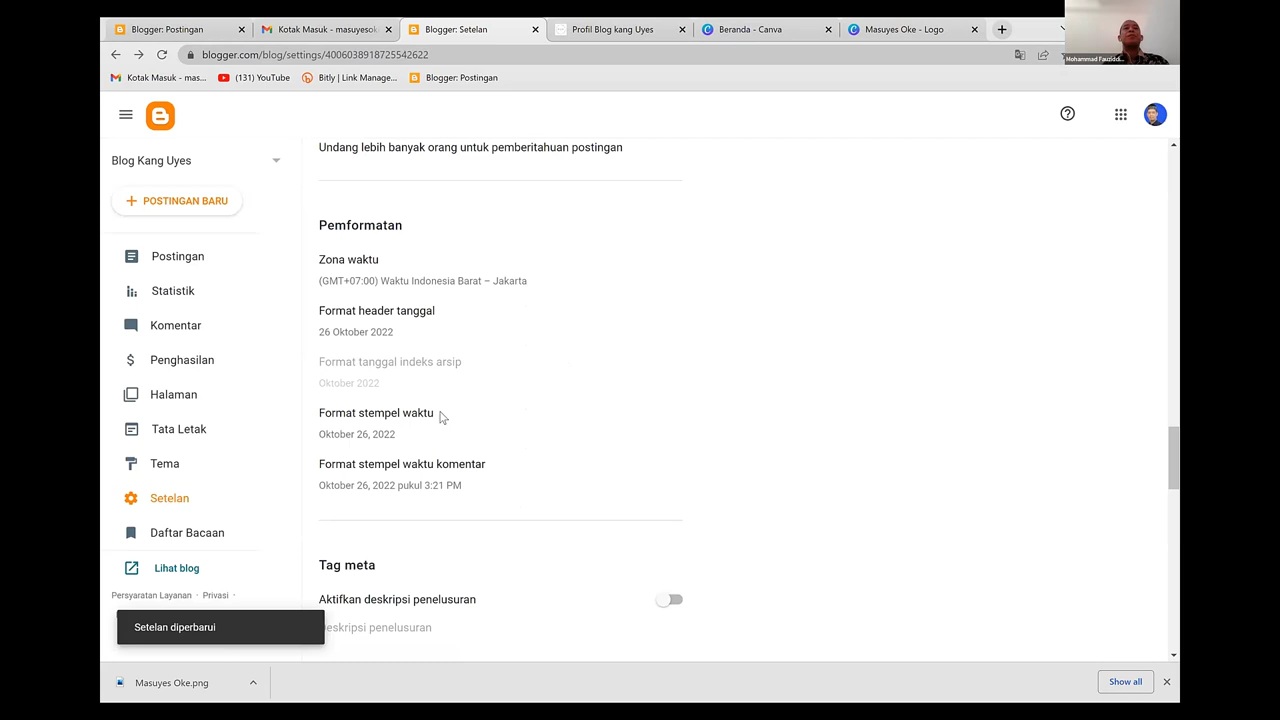 Blogger: Postingan
Kotak Masuk - masuyesok
Blogger: Setelan
Profil Blog kang Uyes
Beranda - Canva
Masuyes Oke - Logo
blogger.com/blog/settings/4006038918725542622
Mohammad Fauziddi...
Kotak Masuk - mas...
(131) YouTube
Bitly | Link Manage...
Blogger: Postingan
Blog Kang Uyes
POSTINGAN BARU
Postingan
Statistik
Komentar
Penghasilan
Halaman
Tata Letak
Tema
Setelan
Daftar Bacaan
Lihat blog
Persyaratan Layanan · Privasi ·
Setelan diperbarui
Undang lebih banyak orang untuk pemberitahuan postingan
Pemformatan
Zona waktu
(GMT+07:00) Waktu Indonesia Barat – Jakarta
Format header tanggal
26 Oktober 2022
Format tanggal indeks arsip
Oktober 2022
Format stempel waktu
Oktober 26, 2022
Format stempel waktu komentar
Oktober 26, 2022 pukul 3:21 PM
Tag meta
Aktifkan deskripsi penelusuran
eskripsi penelusuran
Masuyes Oke.png
Show all